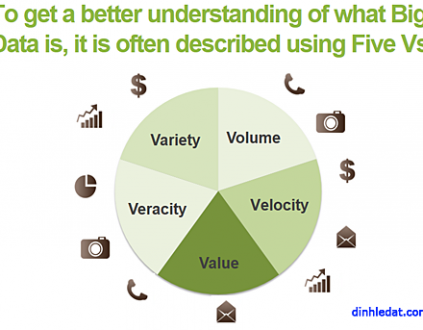 To get a better understanding of what Big
Data is, it is often described using Five Vs
Variety
Volume
Veracity
Velocity
Value
dinhledat.com